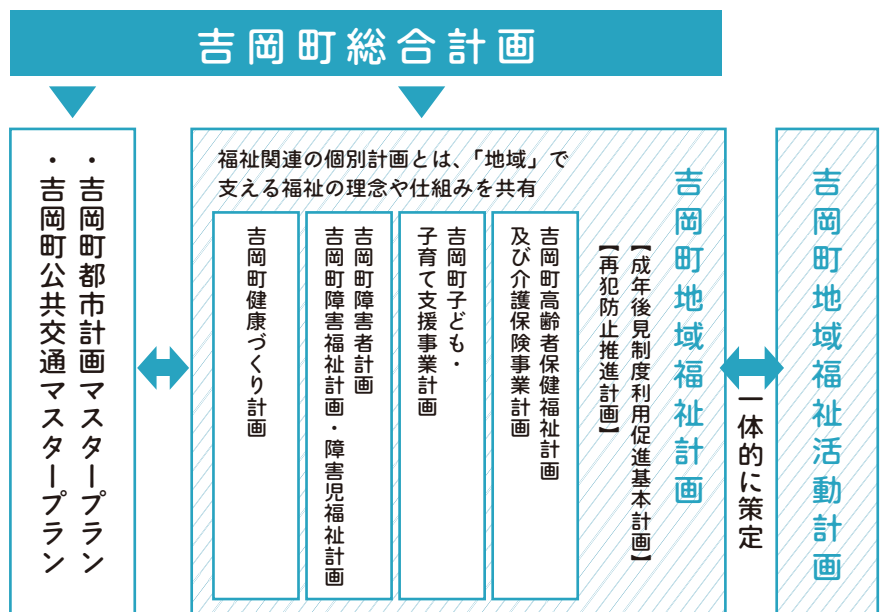 吉岡町総合計画
福祉関連の個別計画とは、「地域」で
支える福祉の理念や仕組みを共有
吉岡町地域福祉活動計画
一体的に策定
吉岡町地域福祉計画
【成年後見制度利用促進基本計画】
【再犯防止推進計画】
吉岡町高齢者保健福祉計画
及び介護保険事業計画
吉岡町子ども・
子育て支援事業計画
吉岡町障害者計画
吉岡町障害福祉計画・障害児福祉計画
吉岡町健康づくり計画
・吉岡町都市計画マスタープラン
・吉岡町公共交通マスタープラン